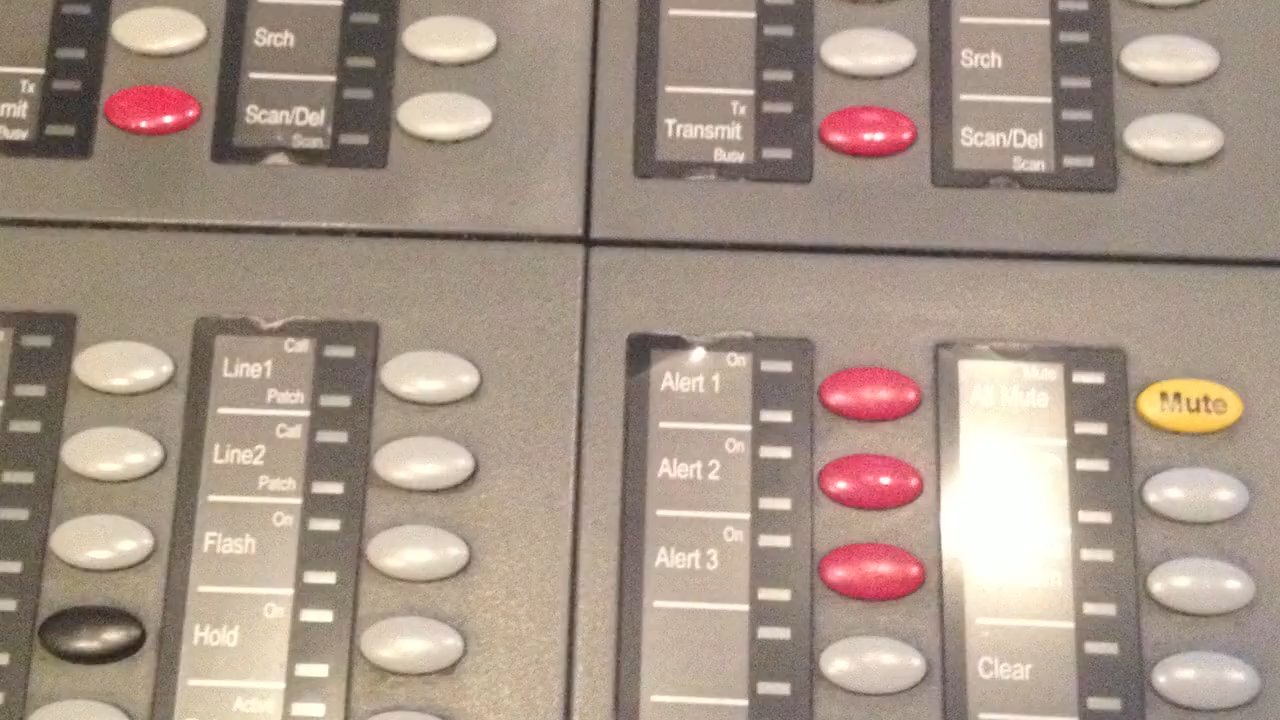 Tx
mit
Busy
Srch
Scan/Del
Scan
Tx
Transmit
Busy
Srch
Scan/Del
Scan
Call
Line1
Patch
Call
Line2
Patch
On
Flash
On
Hold
Active
On
Alert 1
On
Alert 2
On
Alert 3
Mute
All Mute
Clear
Mute